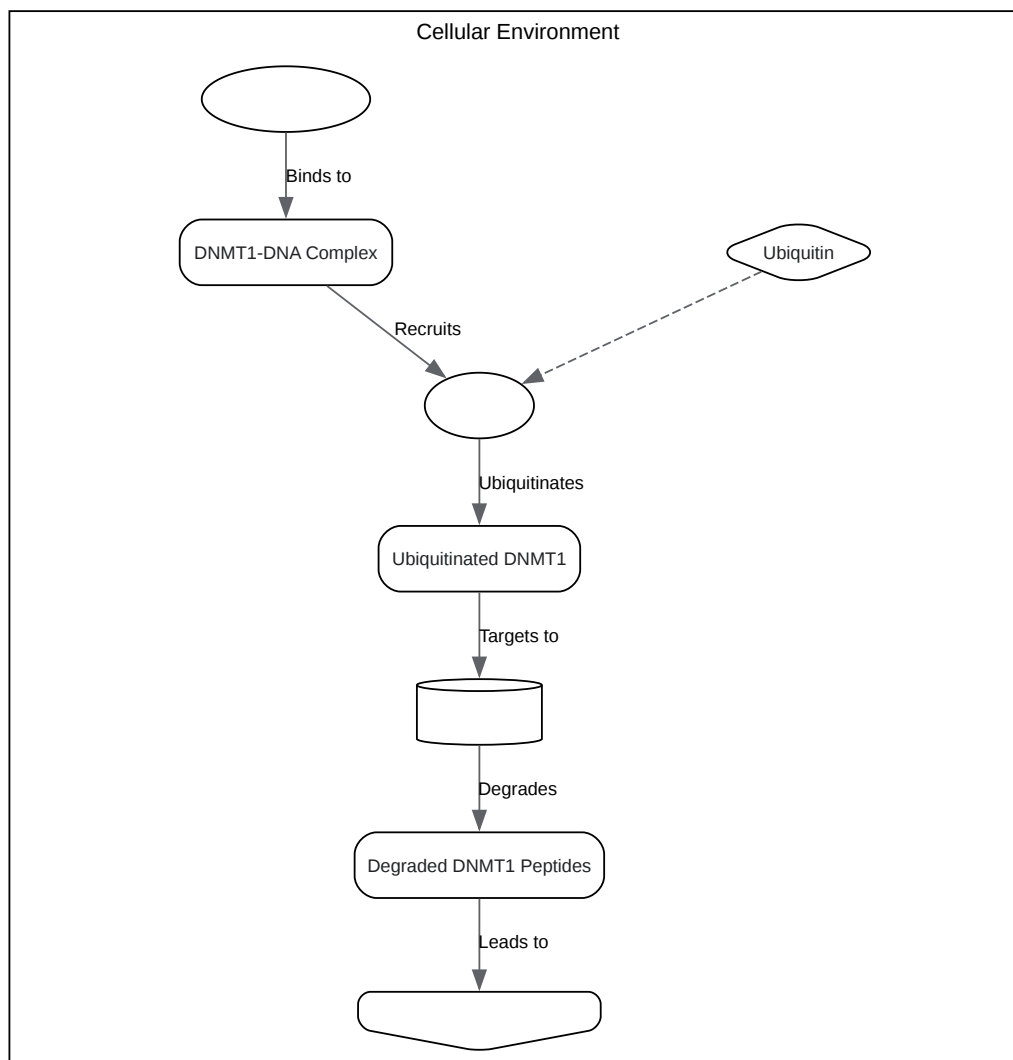 Cellular Environment
Binds to
DNMT1-DNA Complex
Ubiquitin
Recruits
Ubiquitinates
Ubiquitinated DNMT1
Targets to
Degrades
Degraded DNMT1 Peptides
Leads to